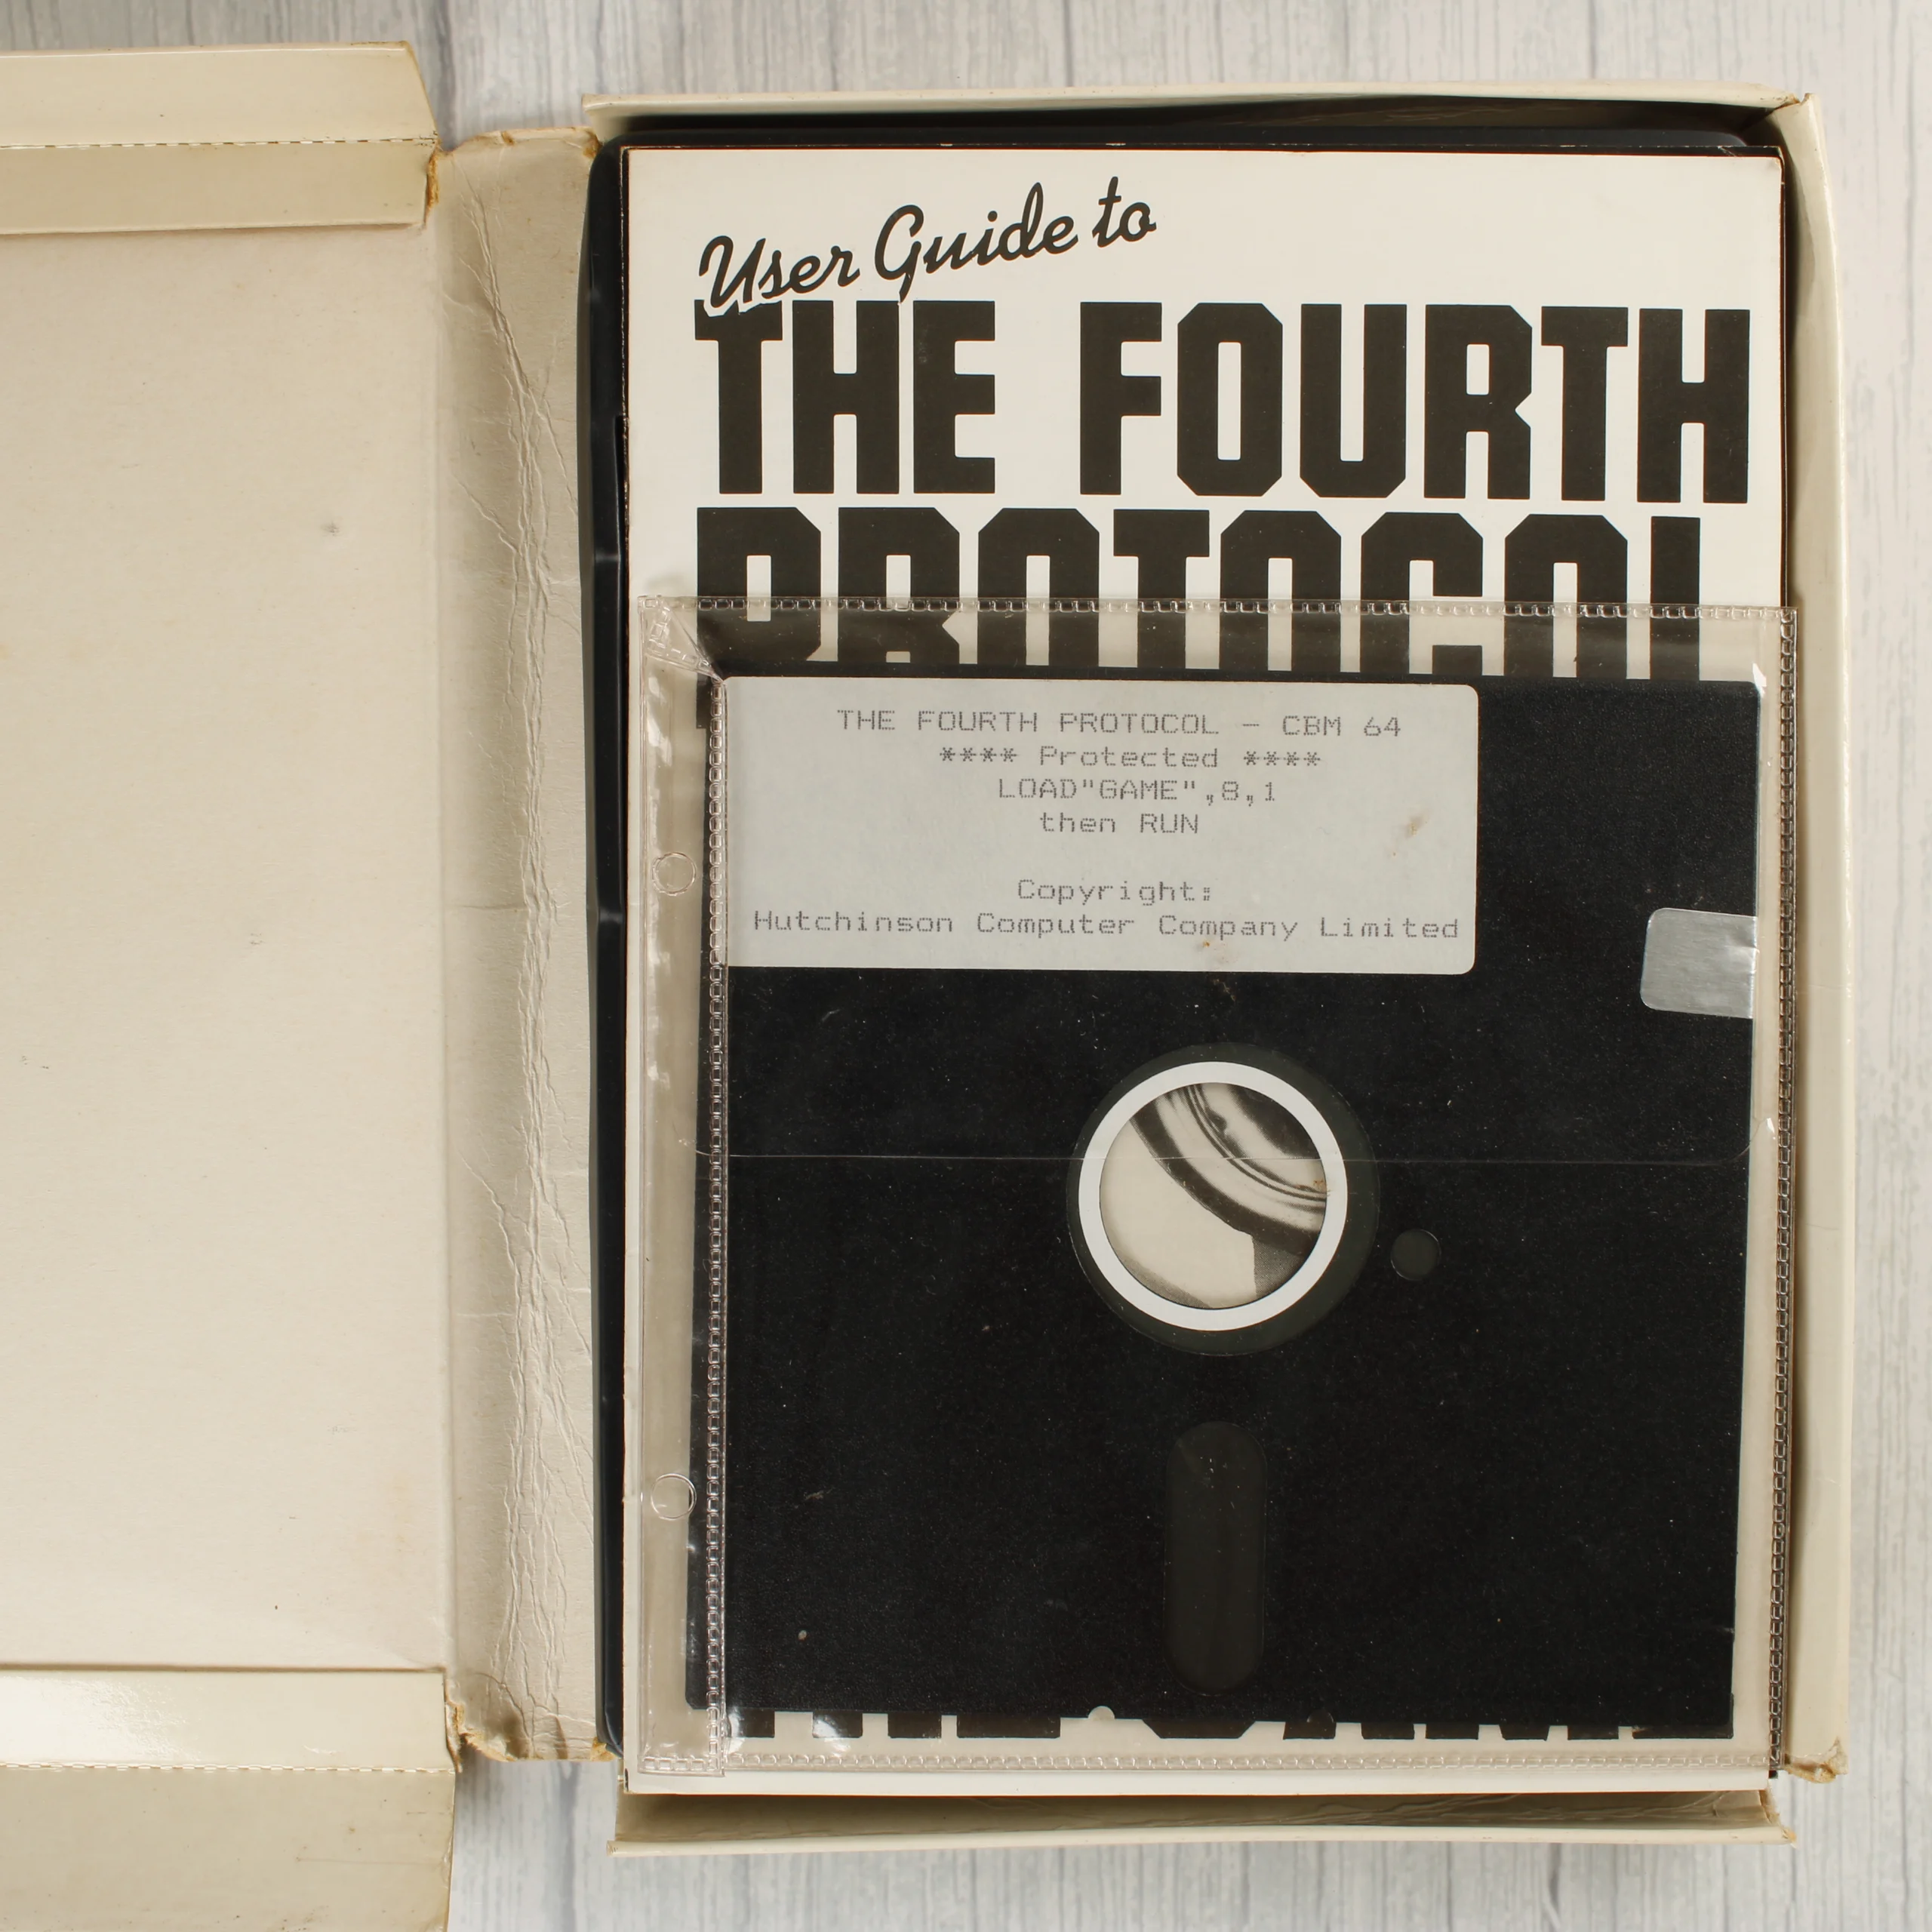 User Guide to
THE FOURTH
PROTOCOL
THE FOURTH PROTOCOL - CBM 64
**** Protected ****
LOAD"GAME",8,1
then RUN
Copyright:
Hutchinson Computer Company Limited